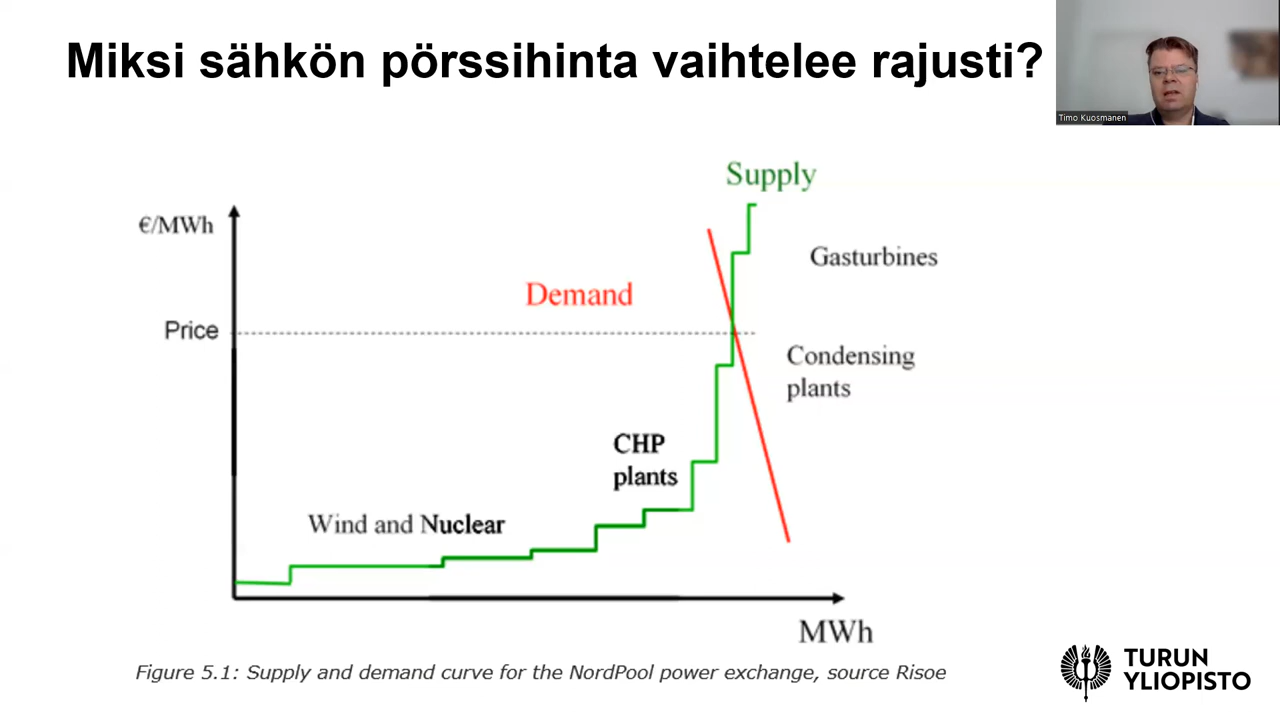 Miksi sähkön pörssihinta vaihtelee rajusti?
Timo Kuosmanen
Supply
€/MWh
Gasturbines
Demand
Price
Condensing
plants
CHP
plants
Wind and Nuclear
MWh
Figure 5.1: Supply and demand curve for the NordPool power exchange, source Risoe
TURUN
YLIOPISTO